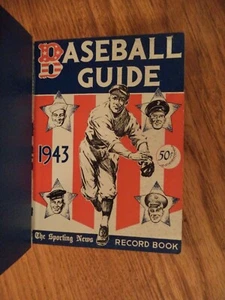 BASEBALL
GUIDE
1943
50¢
The Sporting News
RECORD BOOK